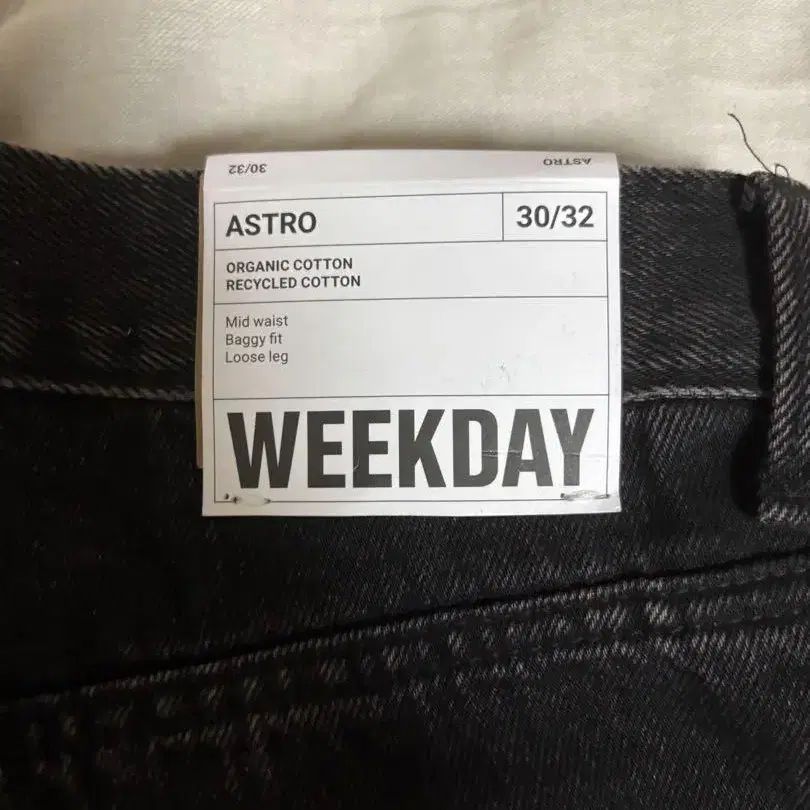 30/32 ASTRO
ASTRO 30/32
ORGANIC COTTON
RECYCLED COTTON
Mid waist
Baggy fit
Loose leg
WEEKDAY